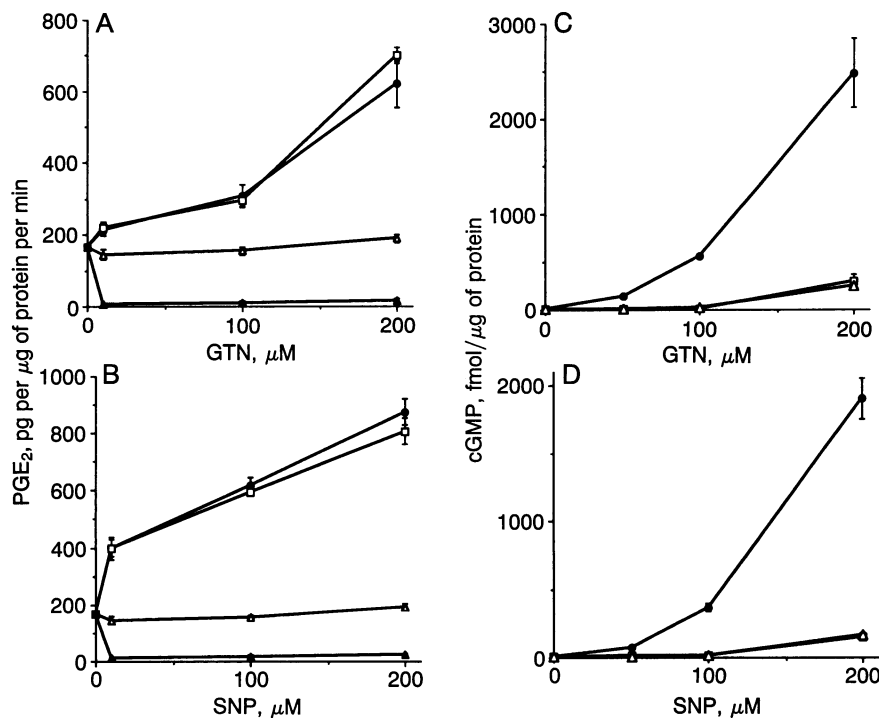 A
800
600
400
200
0
0 100 200
GTN, μM
B
1000
800
600
400
200
0
0 100 200
SNP, μM
PGE₂, pg per μg of protein per min
C
3000
2000
1000
0
0 100 200
GTN, μM
D
2000
1000
0
0 100 200
SNP, μM
cGMP, fmol/μg of protein